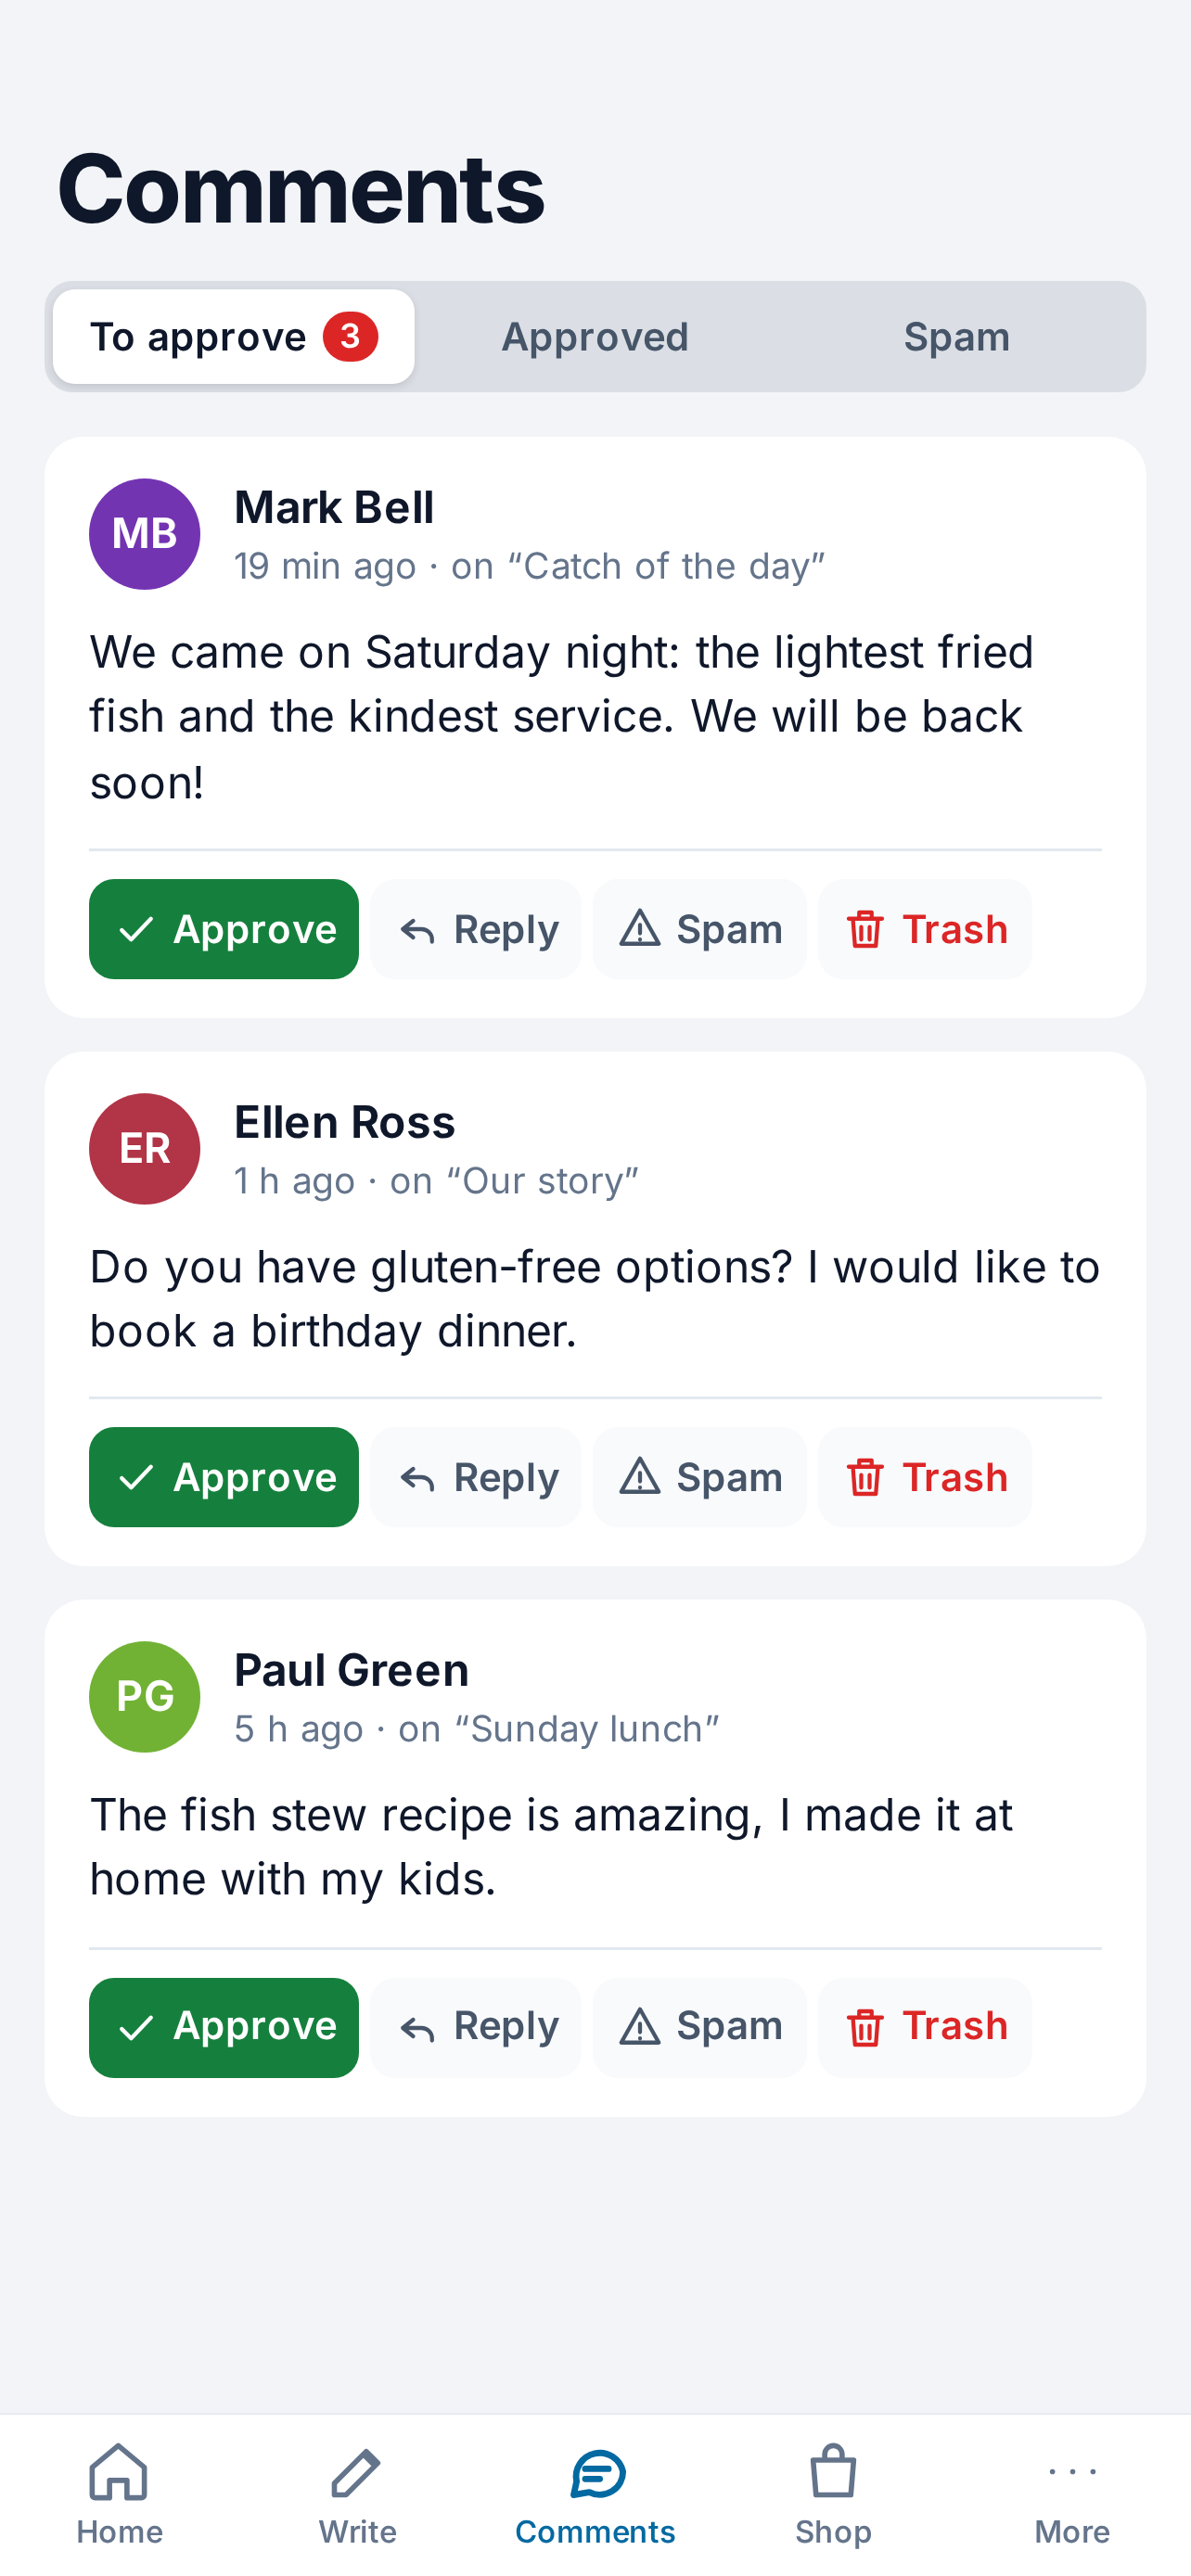 Comments
To approve 3 Approved Spam
MB
Mark Bell
19 min ago · on “Catch of the day”
We came on Saturday night: the lightest fried
fish and the kindest service. We will be back
soon!
Approve Reply Spam Trash
ER
Ellen Ross
1 h ago · on “Our story”
Do you have gluten-free options? I would like to
book a birthday dinner.
Approve Reply Spam Trash
PG
Paul Green
5 h ago · on “Sunday lunch”
The fish stew recipe is amazing, I made it at
home with my kids.
Approve Reply Spam Trash
Home Write Comments Shop More